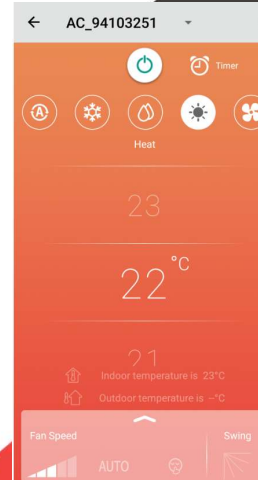 AC_94103251
Timer
A
Heat
23
22 °C
21
Indoor temperature is 23°C
Outdoor temperature is --°C
Fan Speed
Swing
AUTO